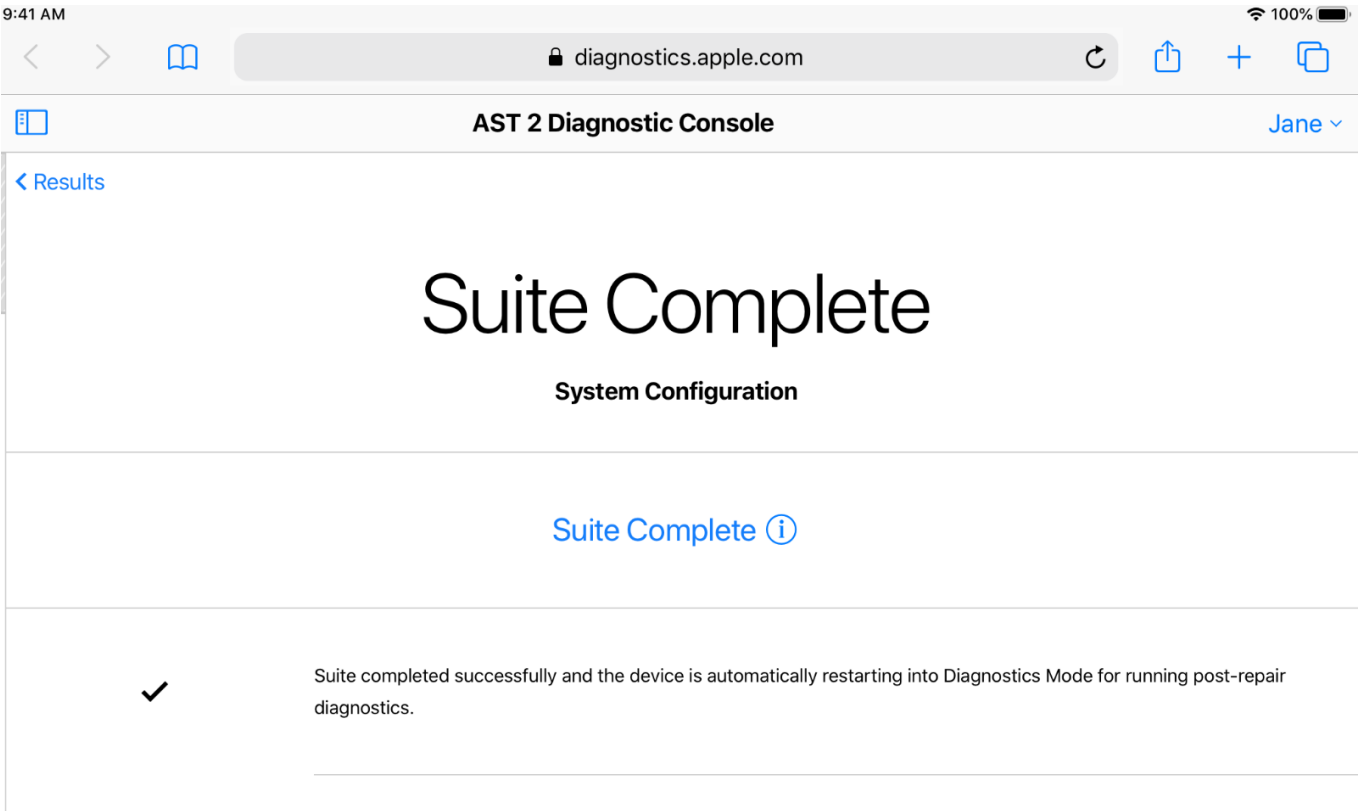 9:41 AM
100%
diagnostics.apple.com
AST 2 Diagnostic Console
Jane
Results
Suite Complete
System Configuration
Suite Complete
Suite completed successfully and the device is automatically restarting into Diagnostics Mode for running post-repair
diagnostics.